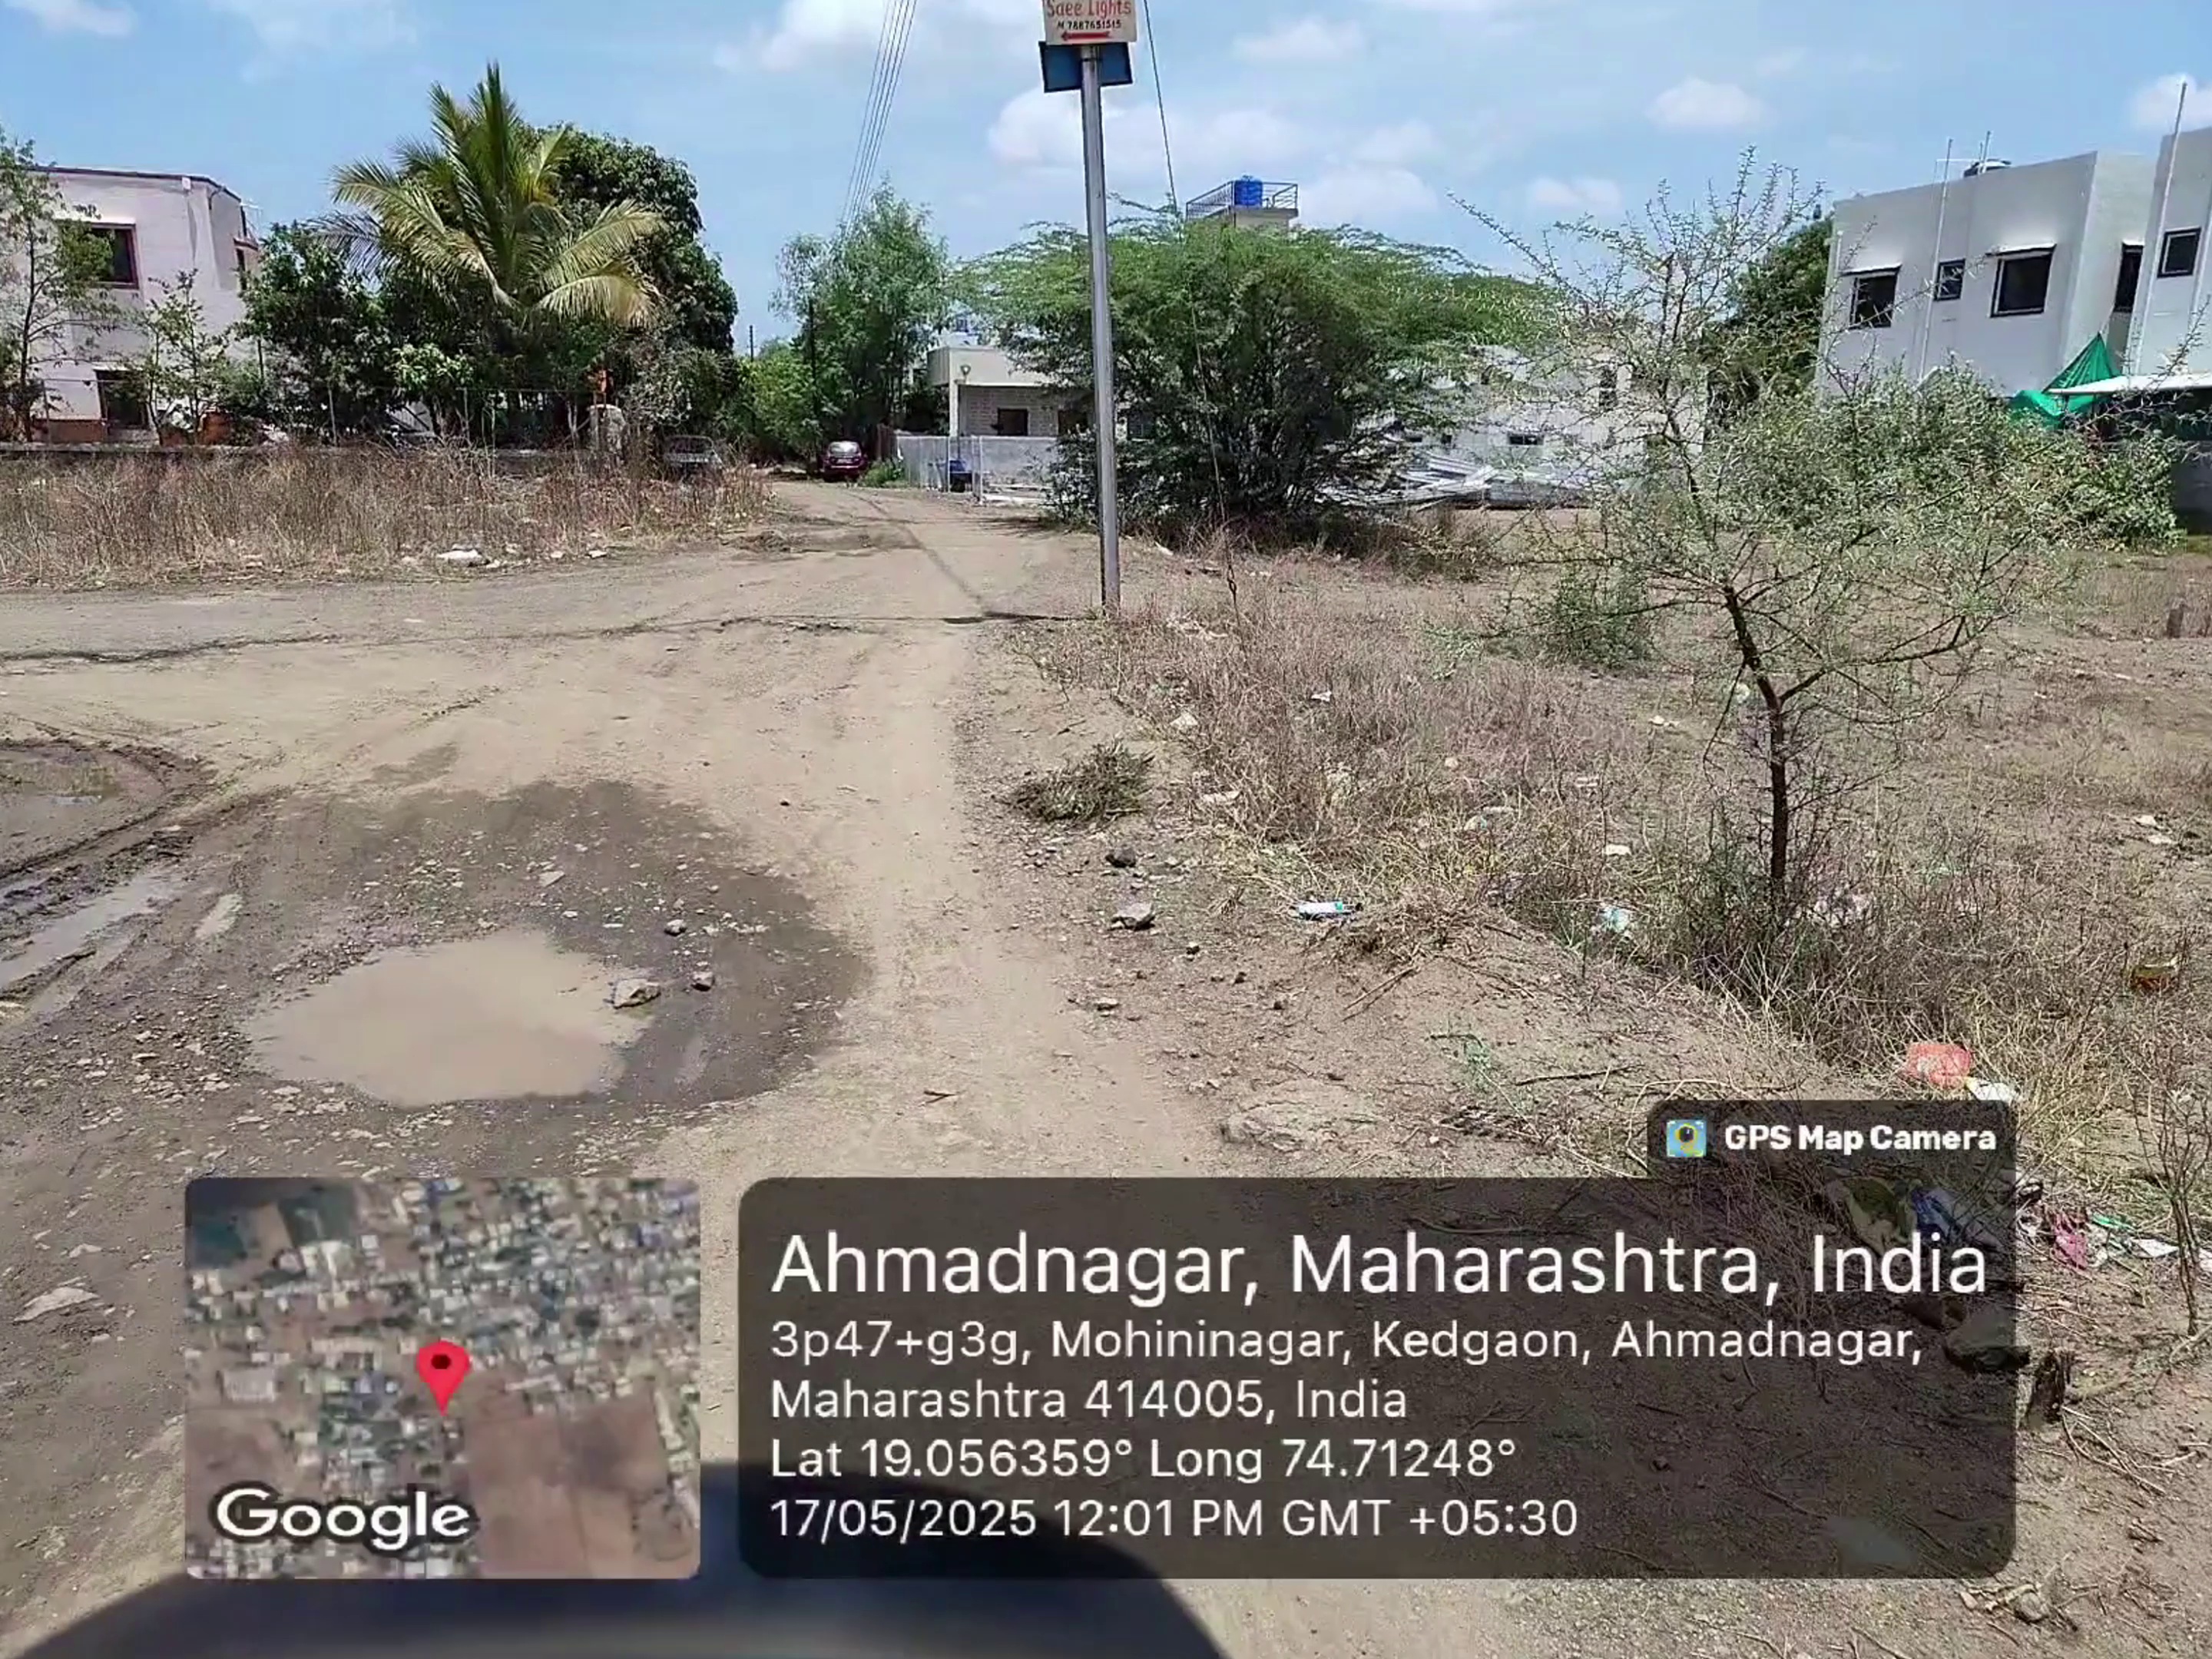 Saee Lights
M 7887651515
GPS Map Camera
Ahmadnagar, Maharashtra, India
3p47+g3g, Mohininagar, Kedgaon, Ahmadnagar,
Maharashtra 414005, India
Lat 19.056359° Long 74.71248°
17/05/2025 12:01 PM GMT +05:30
Google